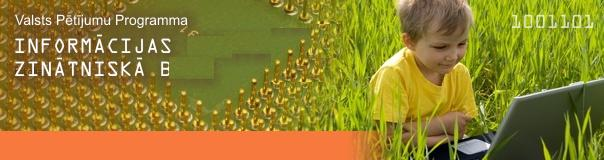 Valsts Pētījumu Programma
1001101
INFORMĀCIJAS
ZINĀTNISKĀ B